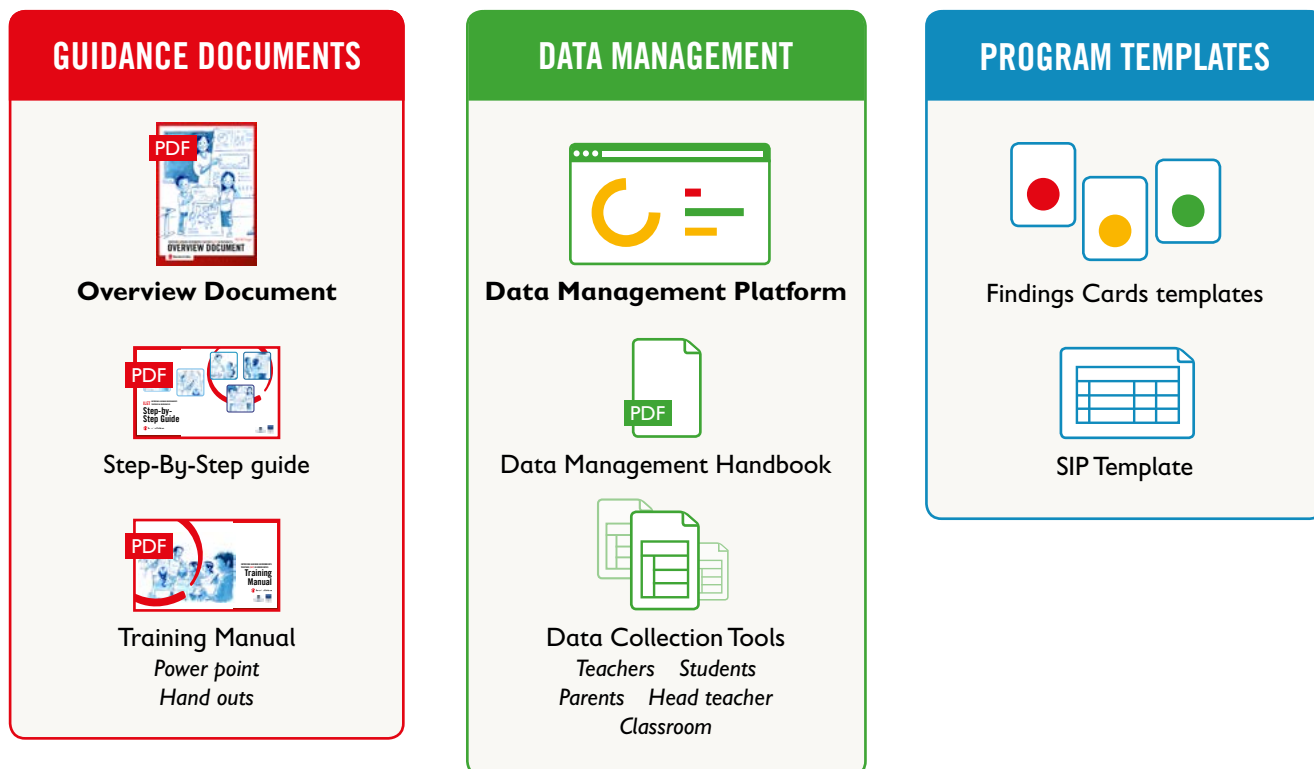 GUIDANCE DOCUMENTS
PDF
OVERVIEW DOCUMENT
Overview Document
PDF
Step-by-
Step Guide
Step-By-Step guide
PDF
Training
Manual
Training Manual
Power point
Hand outs
DATA MANAGEMENT
Data Management Platform
PDF
Data Management Handbook
Data Collection Tools
Teachers Students
Parents Head teacher
Classroom
PROGRAM TEMPLATES
Findings Cards templates
SIP Template